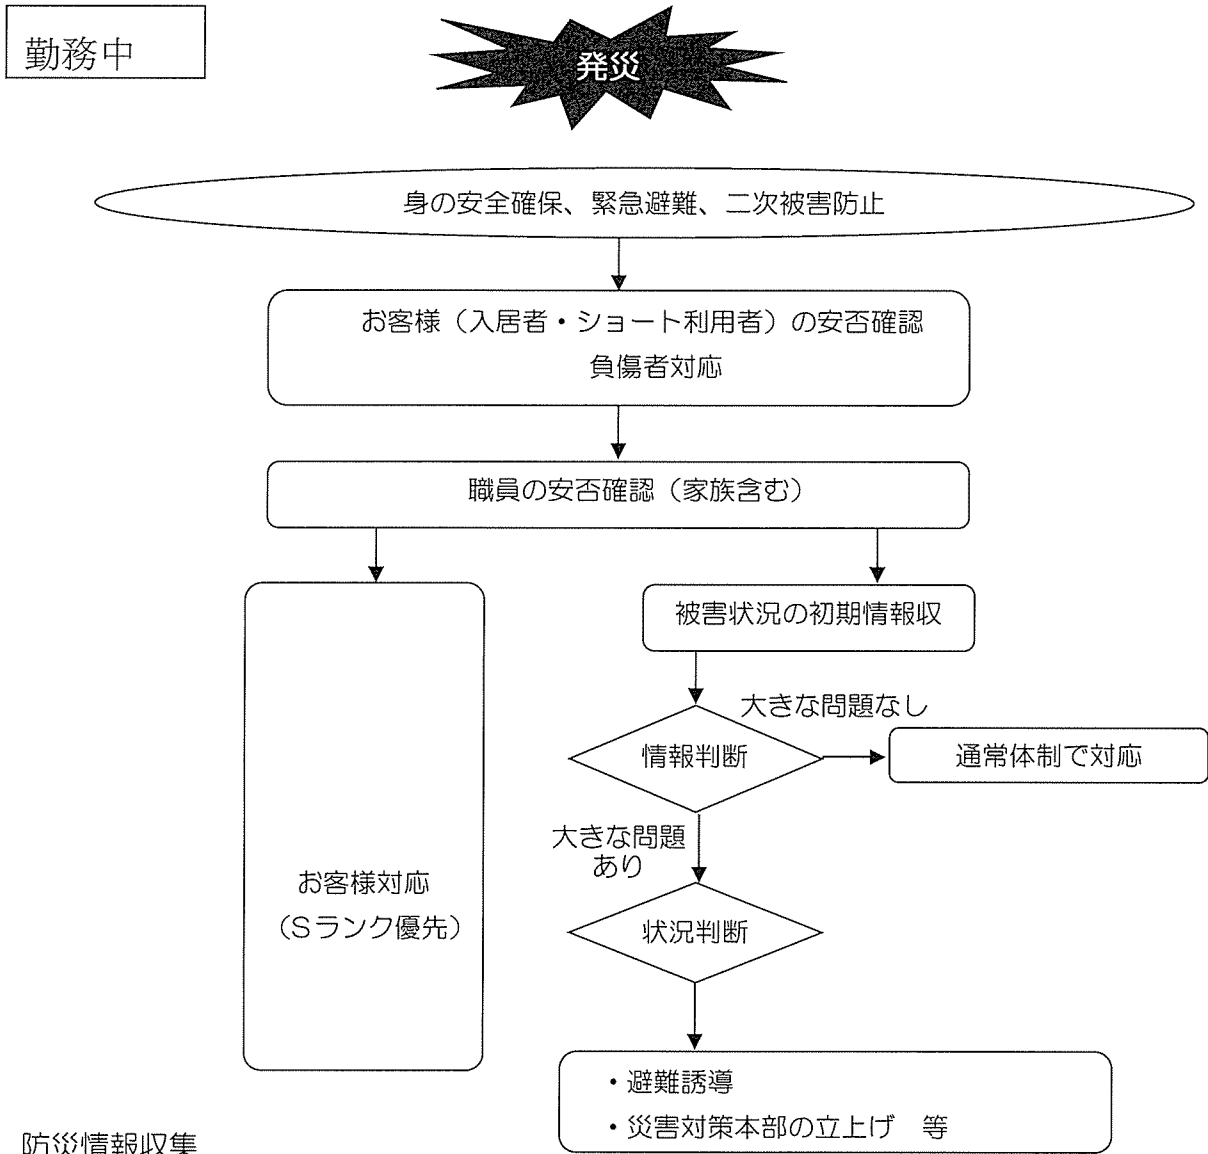 勤務中
発災
身の安全確保、緊急避難、二次被害防止
お客様（入居者・ショート利用者）の安否確認
負傷者対応
職員の安否確認（家族含む）
被害状況の初期情報収
大きな問題なし
情報判断
通常体制で対応
大きな問題
あり
お客様対応
（Sランク優先）
状況判断
・避難誘導
・災害対策本部の立上げ　等
防災情報収集